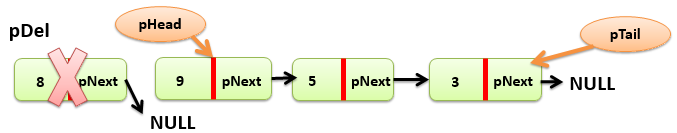 pDel
pHead
pTail
8 pNext
9 pNext
5 pNext
3 pNext
NULL
NULL